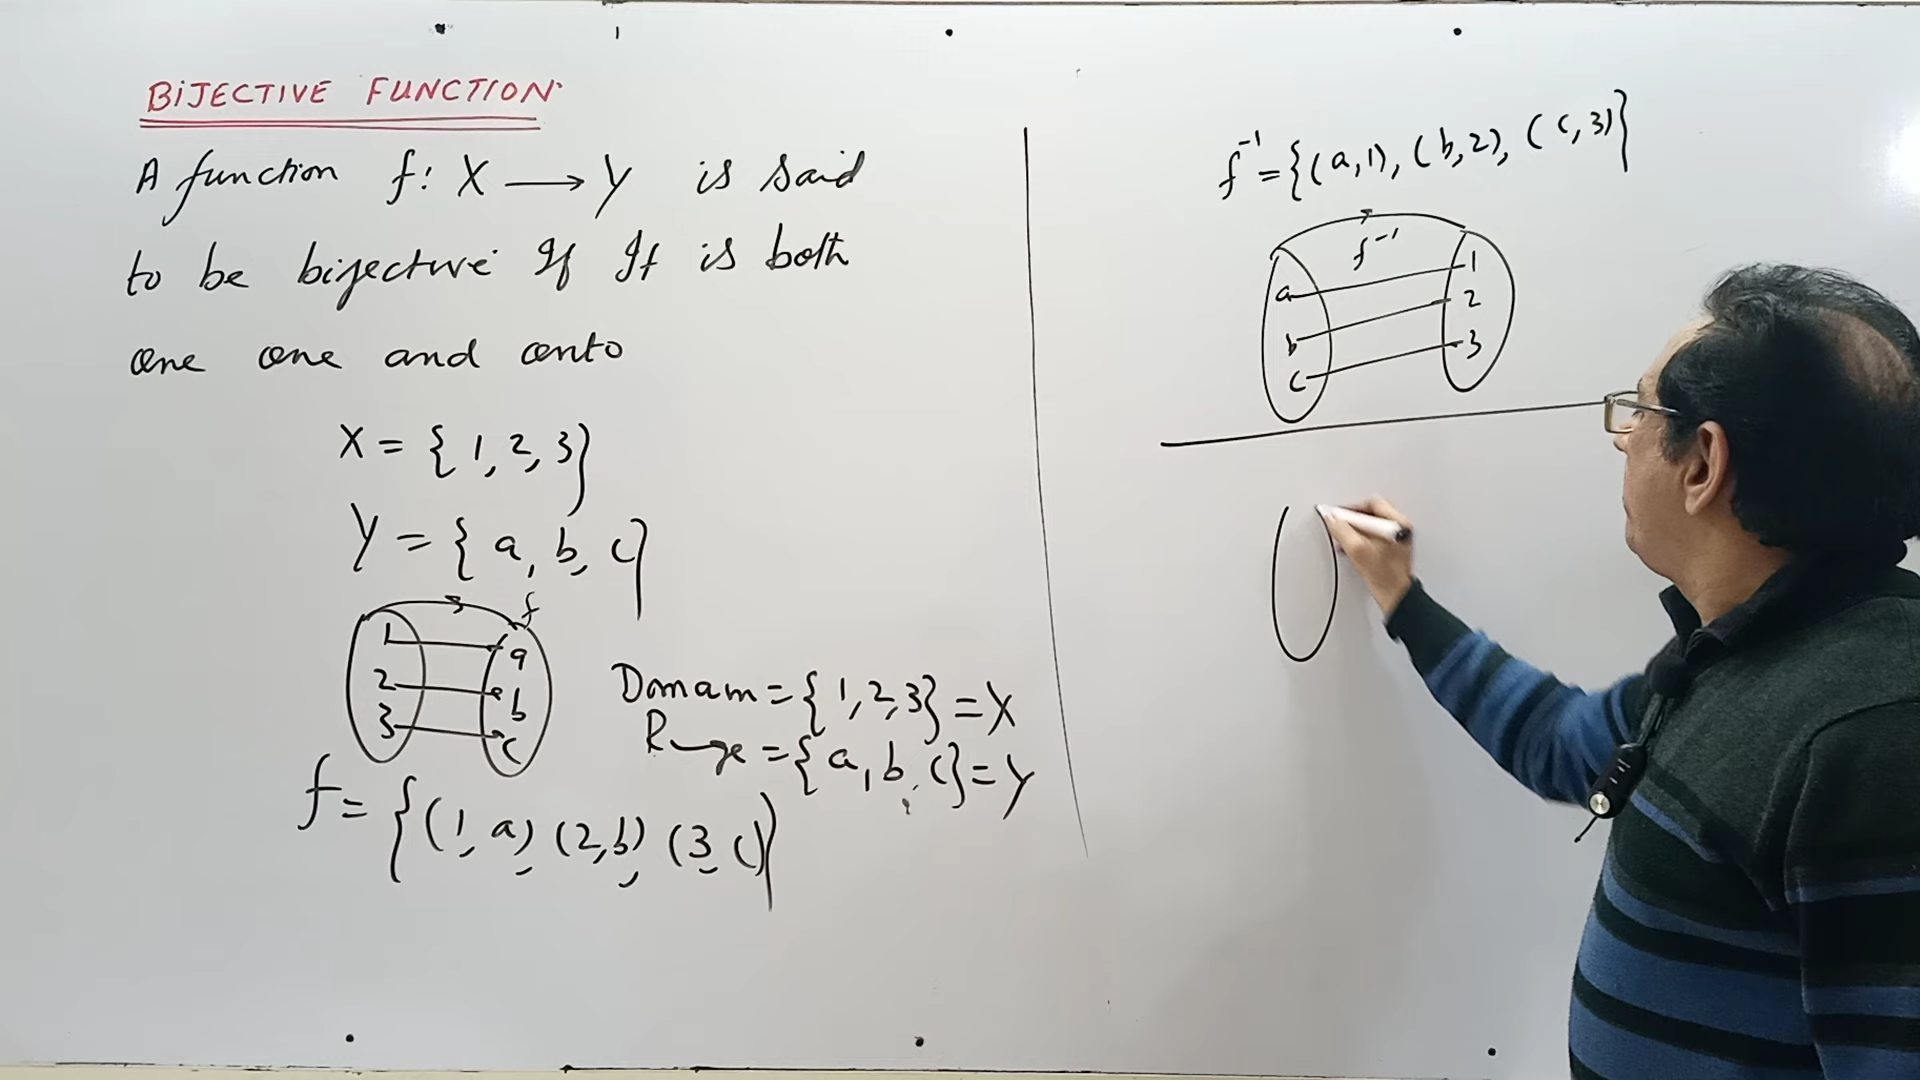 BIJECTIVE FUNCTION
A function f: X ⟶ Y is said
to be bijective If It is both
one one and onto
X = { 1, 2, 3}
Y = { a, b, c}
f
1 a
2 b
3 c
Domain = {1, 2, 3} = X
Range = {a, b, c} = Y
f = {(1, a), (2, b), (3, c)}
f⁻¹ = {(a, 1), (b, 2), (c, 3)}
f⁻¹
a 1
b 2
c 3